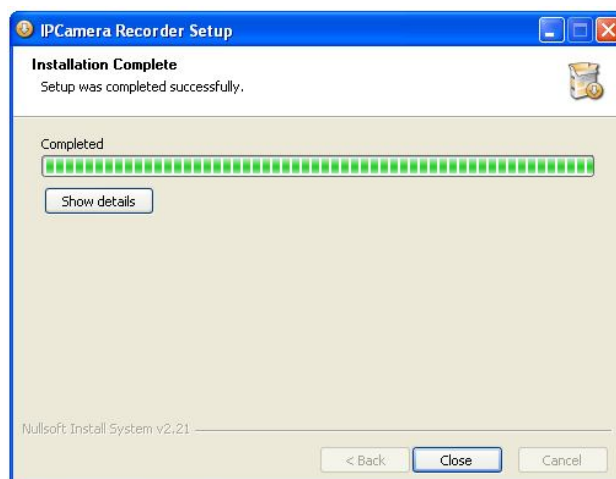 IPCamera Recorder Setup
Installation Complete
Setup was completed successfully.
Completed
Show details
Nullsoft Install System v2.21
< Back Close Cancel